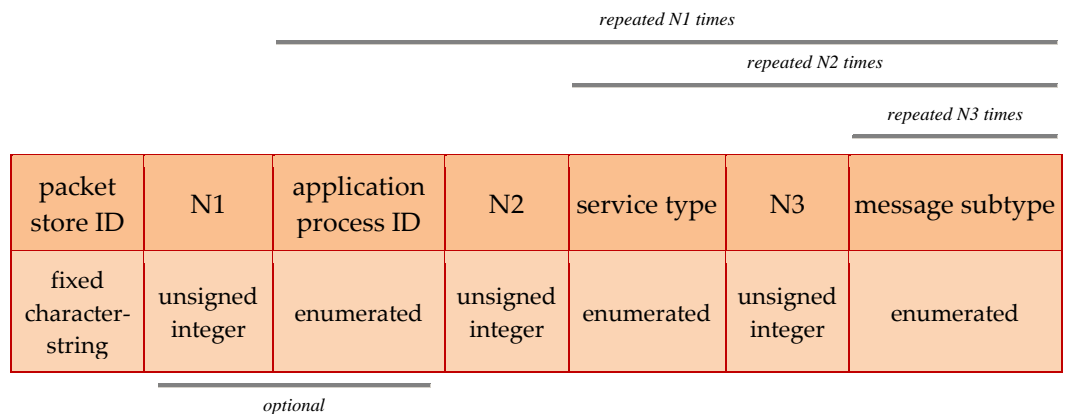 repeated N1 times
repeated N2 times
repeated N3 times
packet
store ID
N1
application
process ID
N2
service type
N3
message subtype
fixed
character-
string
unsigned
integer
enumerated
unsigned
integer
enumerated
unsigned
integer
enumerated
optional